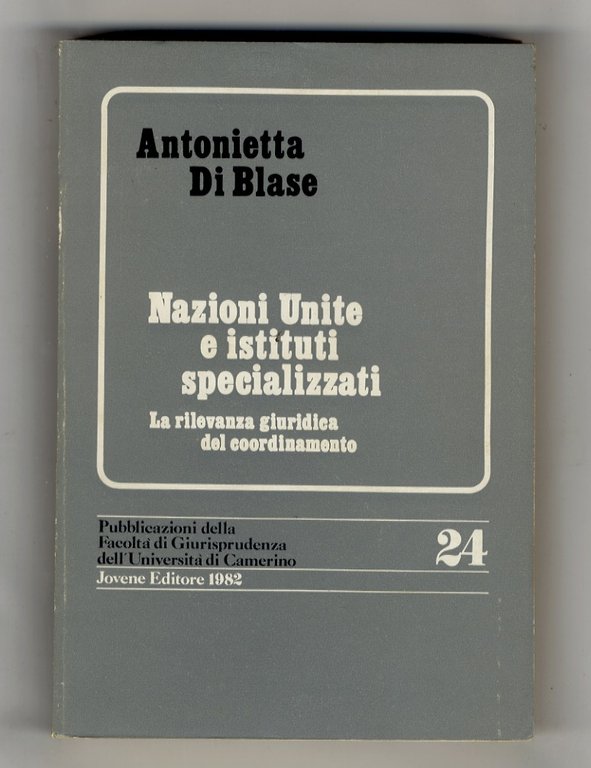 Antonietta
Di Blase
Nazioni Unite
e istituti
specializzati
La rilevanza giuridica
del coordinamento
Pubblicazioni della
Facoltà di Giurisprudenza
dell'Università di Camerino
24
Jovene Editore 1982